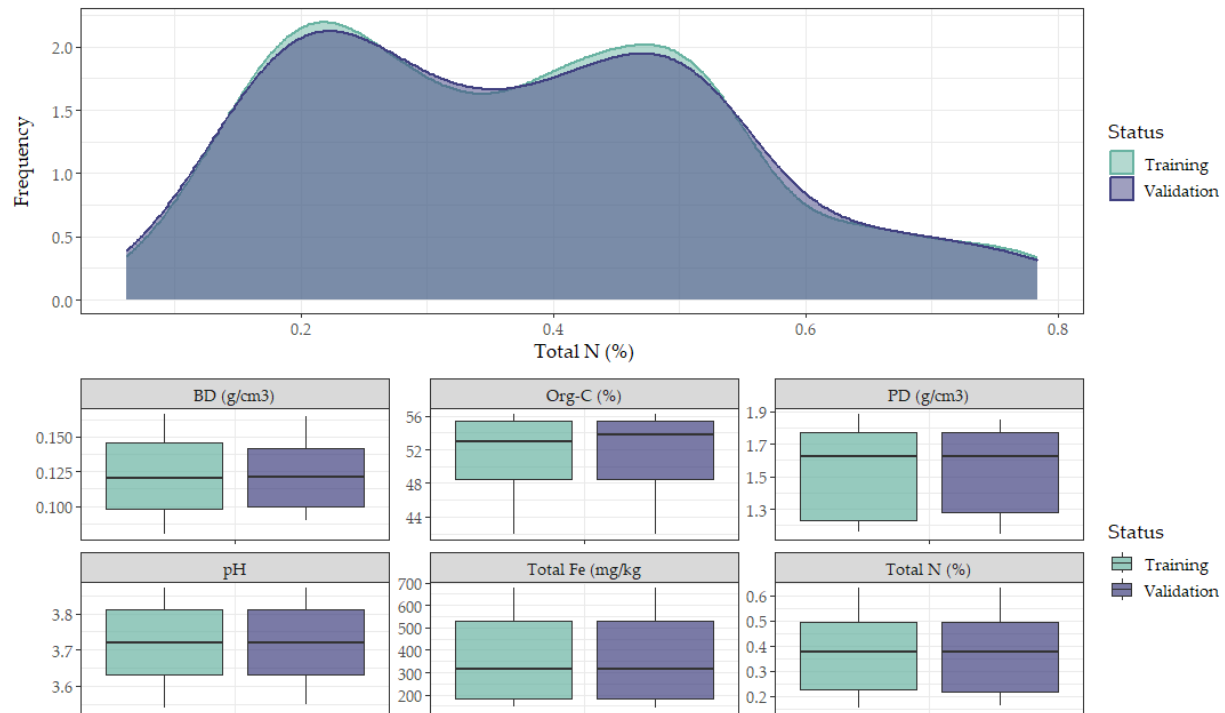 2.0
1.5
1.0
0.5
0.0
Frequency
0.2 0.4 0.6 0.8
Total N (%)
Status
Training
Validation
BD (g/cm3)
0.150
0.125
0.100
Org-C (%)
56
52
48
44
PD (g/cm3)
1.9
1.7
1.5
1.3
pH
3.8
3.7
3.6
Total Fe (mg/kg
700
600
500
400
300
200
Total N (%)
0.6
0.5
0.4
0.3
0.2
Status
Training
Validation